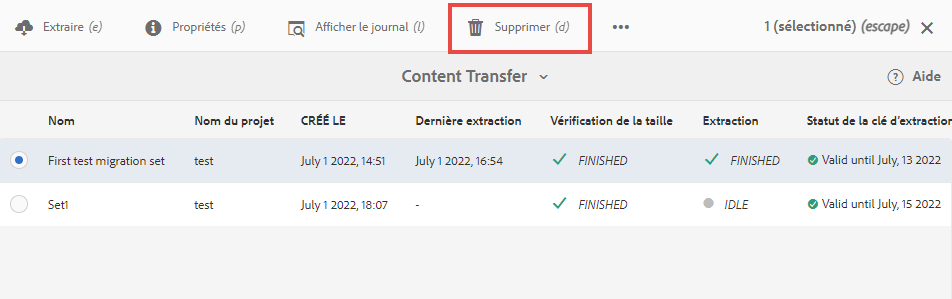 Extraire (e) Propriétés (p) Afficher le journal (l) Supprimer (d) 1 (sélectionné) (escape)
Content Transfer Aide
Nom Nom du projet CRÉÉ LE Dernière extraction Vérification de la taille Extraction Statut de la clé d'extraction
First test migration set test July 1 2022, 14:51 July 1 2022, 16:54 FINISHED FINISHED Valid until July, 13 2022
Set1 test July 1 2022, 18:07 - FINISHED IDLE Valid until July, 15 2022